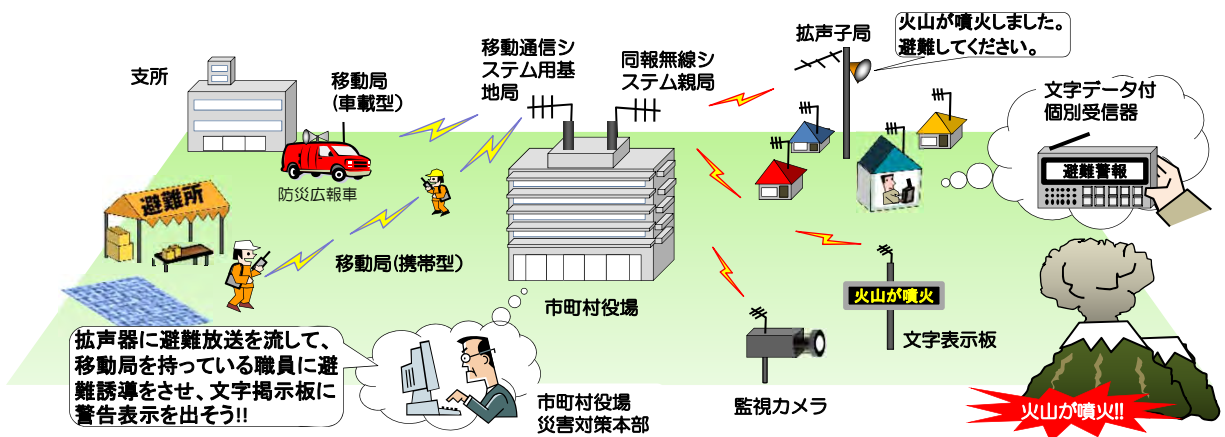 支所
移動局
(車載型)
防災広報車
避難所
移動局(携帯型)
移動通信シ
ステム用基
地局
同報無線シ
ステム親局
市町村役場
拡声器に避難放送を流して、
移動局を持っている職員に避
難誘導をさせ、文字掲示板に
警告表示を出そう!!
市町村役場
災害対策本部
拡声子局
火山が噴火しました。
避難してください。
文字データ付
個別受信器
避難警報
火山が噴火
文字表示板
監視カメラ
火山が噴火!!